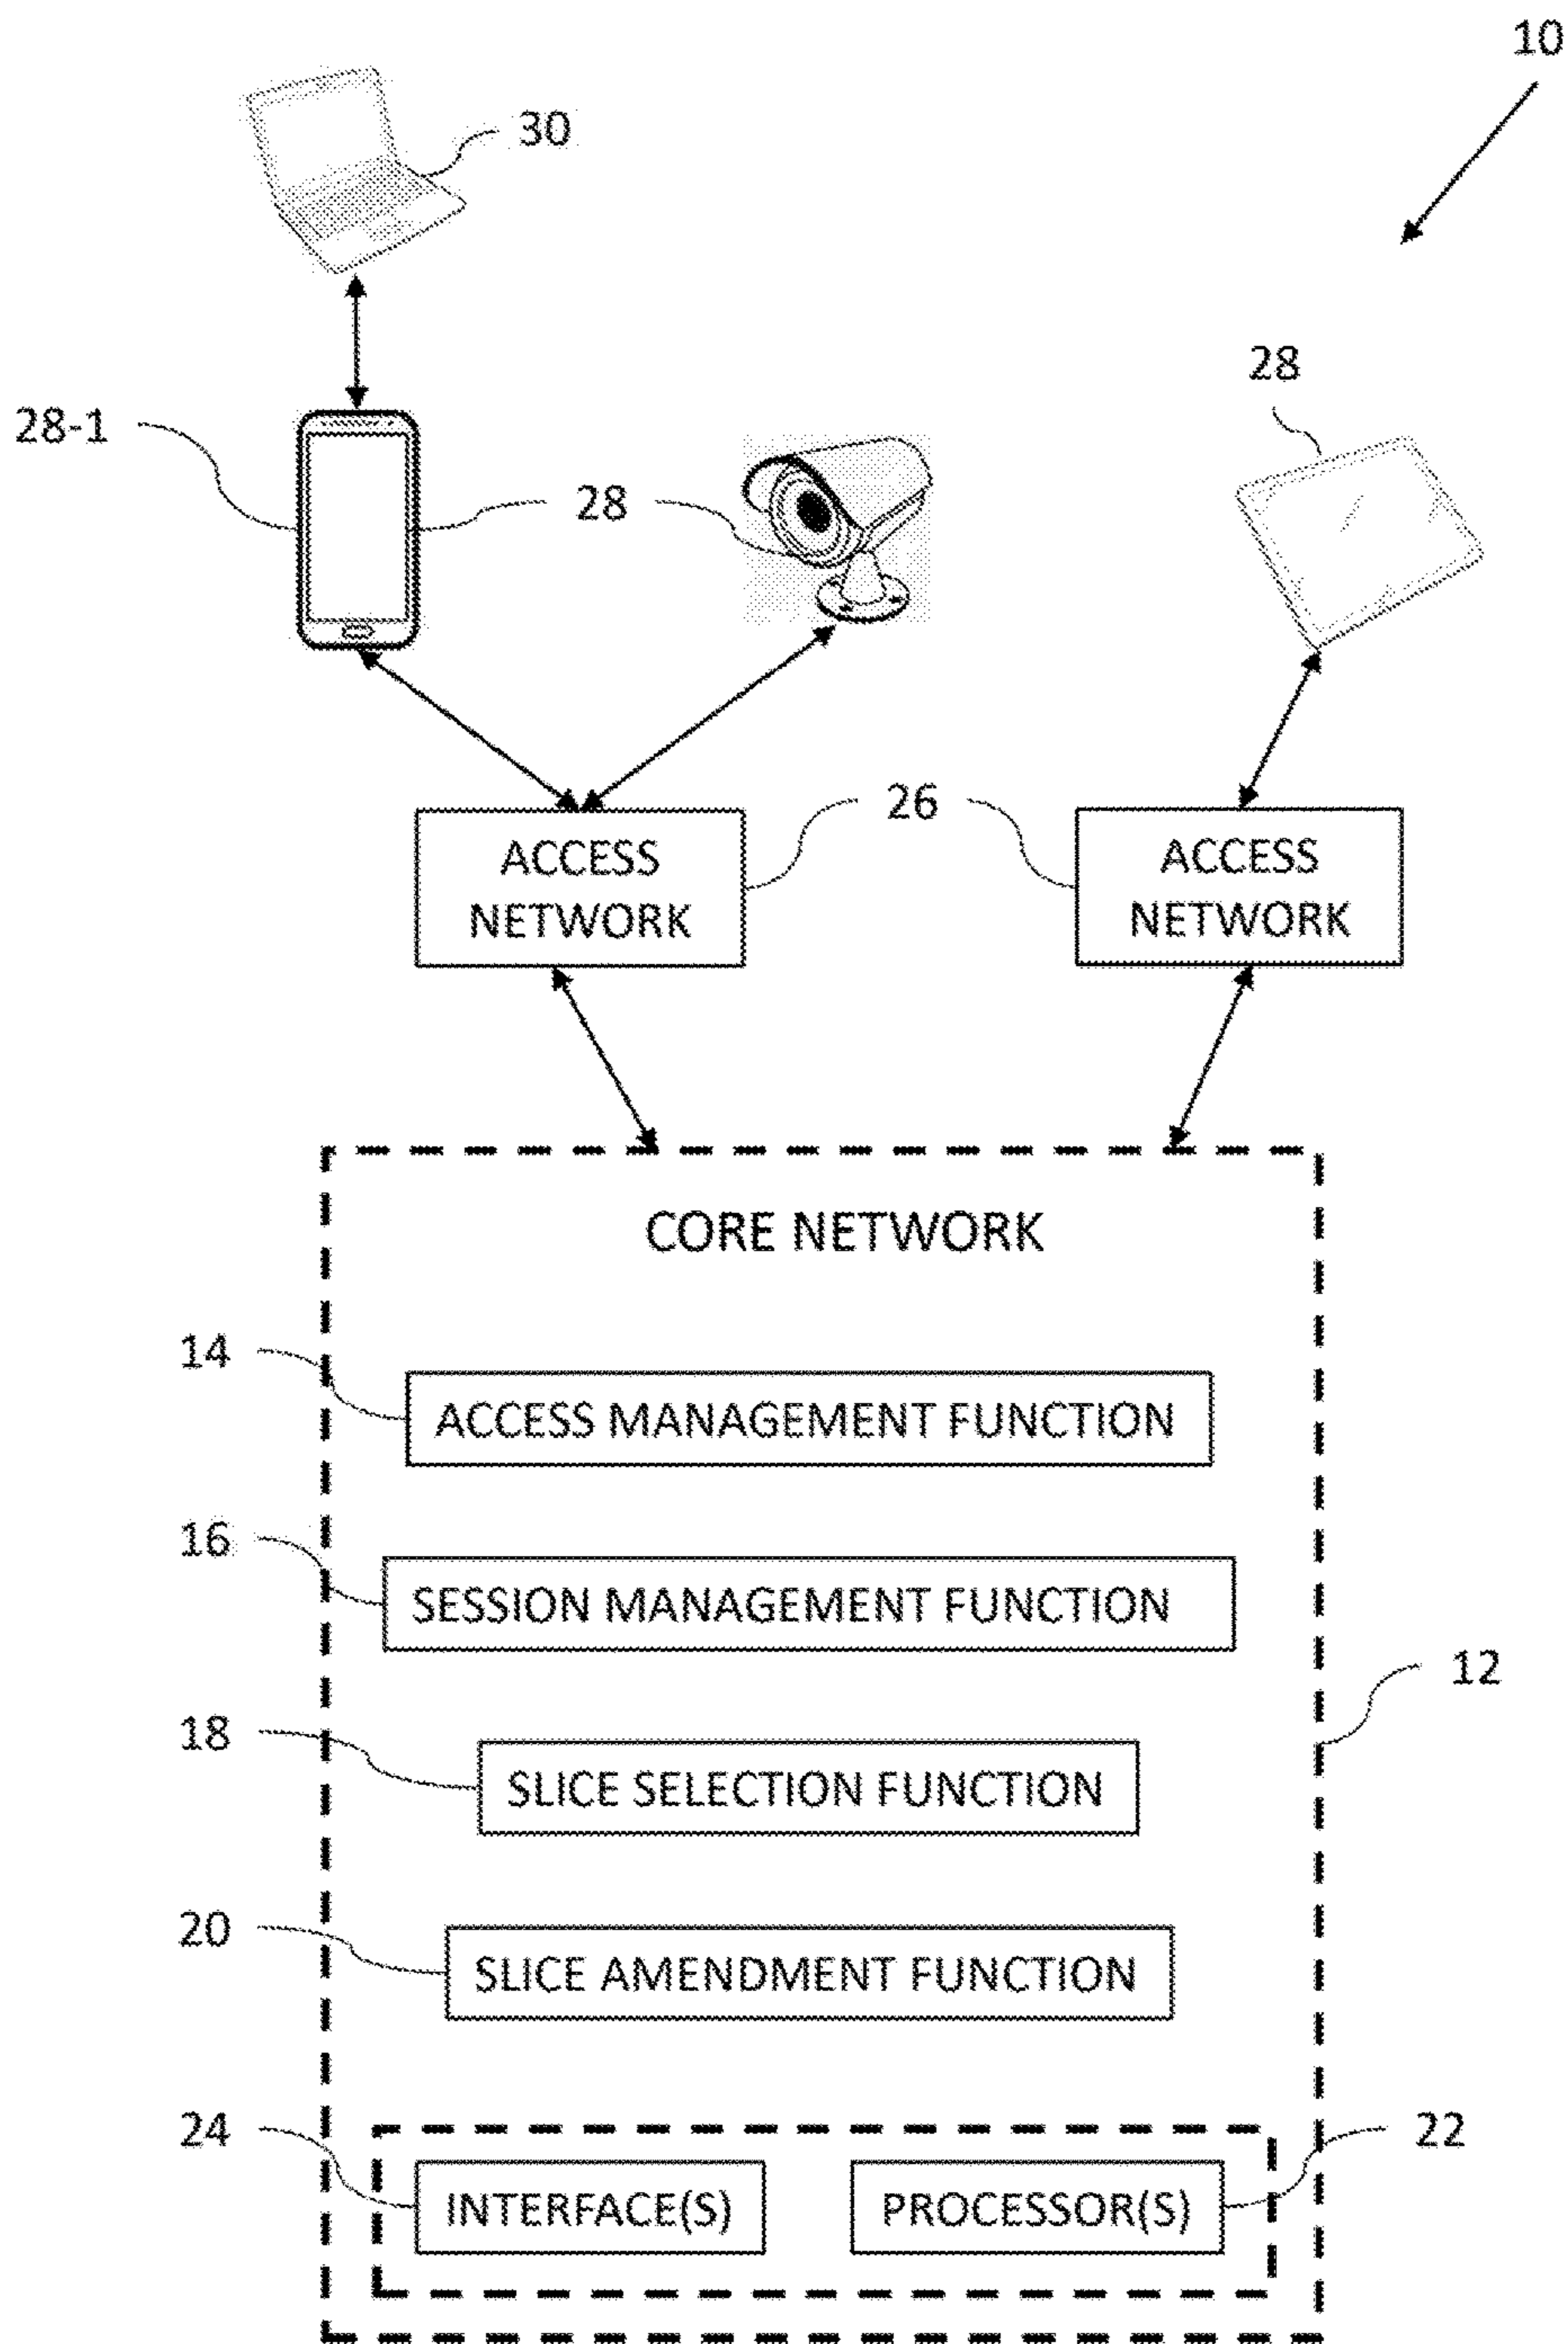 10
30
28
28-1
28
26
ACCESS
NETWORK
ACCESS
NETWORK
CORE NETWORK
14
ACCESS MANAGEMENT FUNCTION
16
SESSION MANAGEMENT FUNCTION
12
18
SLICE SELECTION FUNCTION
20
SLICE AMENDMENT FUNCTION
24
22
INTERFACE(S)
PROCESSOR(S)